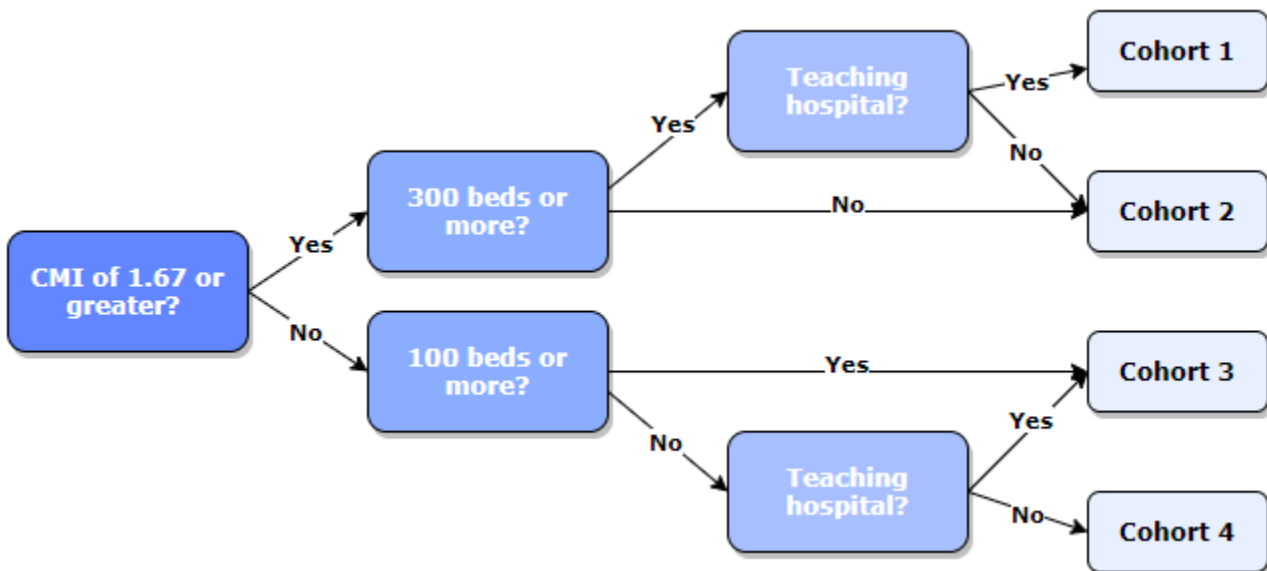 Teaching
hospital?
Yes
Cohort 1
Yes
No
300 beds or
more?
No
Cohort 2
Yes
CMI of 1.67 or
greater?
No
100 beds or
more?
Yes
Cohort 3
Yes
No
Teaching
hospital?
No
Cohort 4